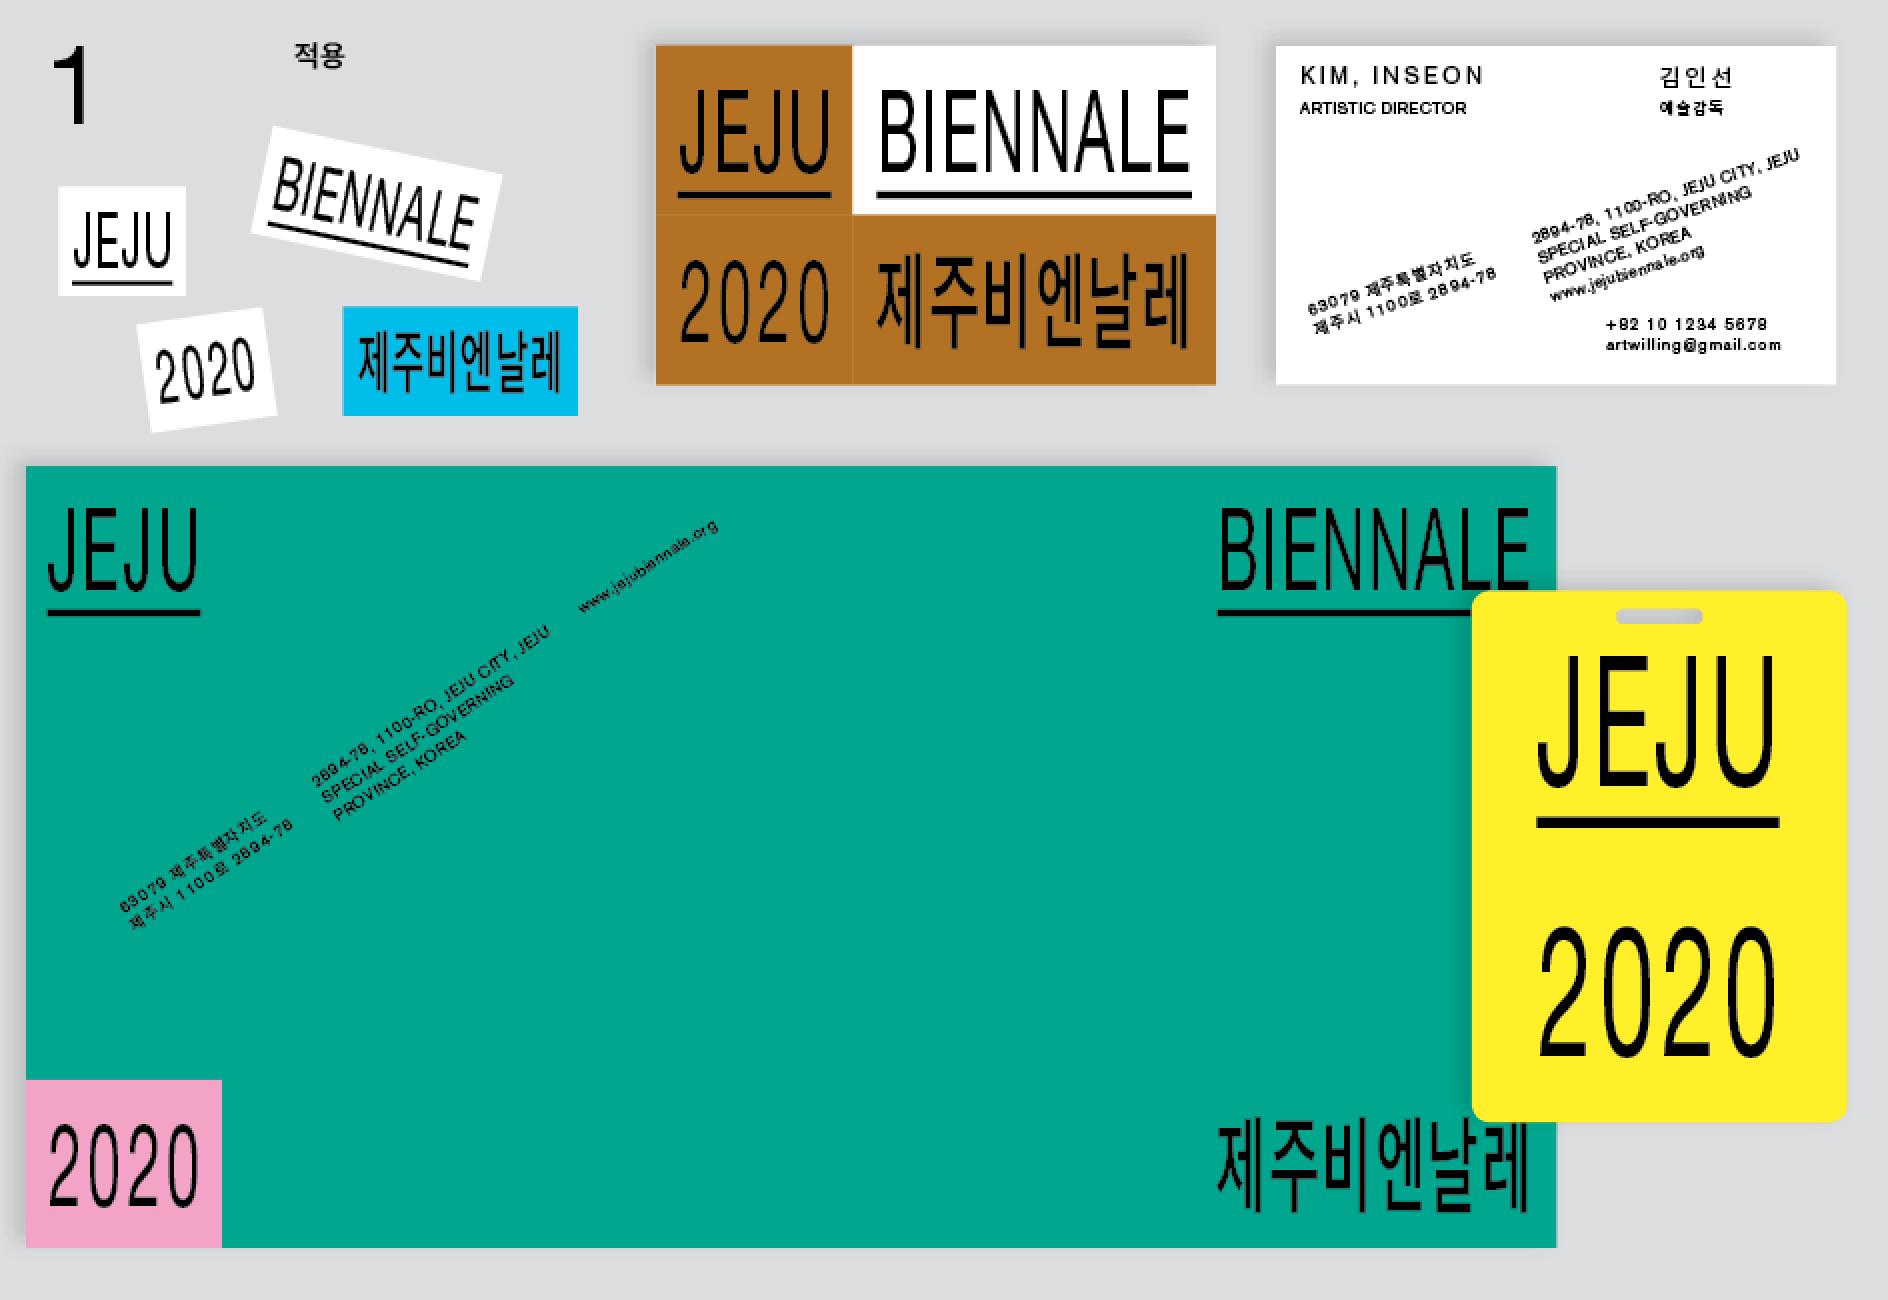 1
적용
JEJU
BIENNALE
2020
제주비엔날레
JEJU BIENNALE
2020 제주비엔날레
KIM, INSEON
ARTISTIC DIRECTOR
김인선
예술감독
63079 제주특별자치도
제주시 1100로 2894-78
2894-78, 1100-RO, JEJU CITY, JEJU
SPECIAL SELF-GOVERNING
PROVINCE, KOREA
www.jejubiennale.org
+82 10 1234 5678
artwilling@gmail.com
JEJU
BIENNALE
63079 제주특별자치도
제주시 1100로 2894-78
2894-78, 1100-RO, JEJU CITY, JEJU
SPECIAL SELF-GOVERNING
PROVINCE, KOREA
www.jejubiennale.org
2020
제주비엔날레
JEJU
2020